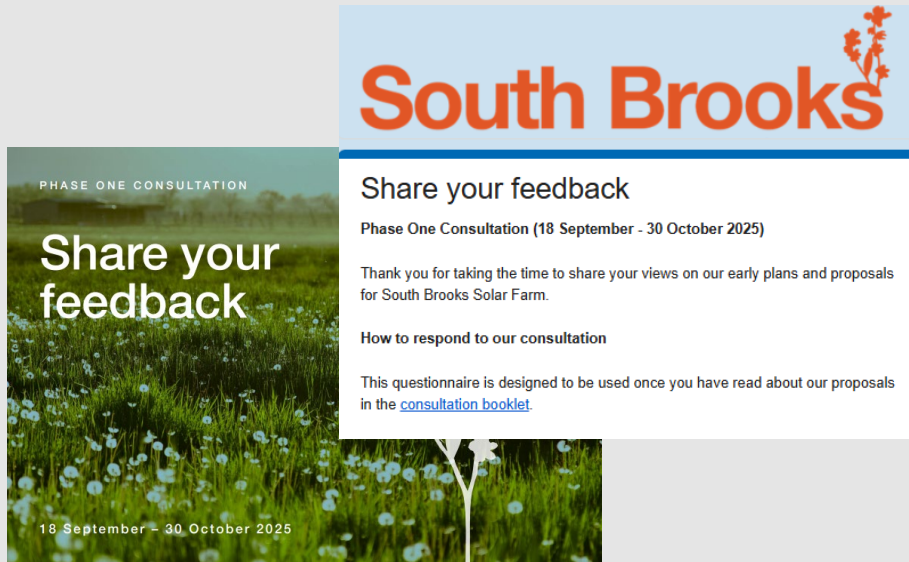 South Brooks
Share your feedback
Phase One Consultation (18 September - 30 October 2025)
Thank you for taking the time to share your views on our early plans and proposals
for South Brooks Solar Farm.
How to respond to our consultation
This questionnaire is designed to be used once you have read about our proposals
in the consultation booklet.
PHASE ONE CONSULTATION
Share your
feedback
18 September – 30 October 2025